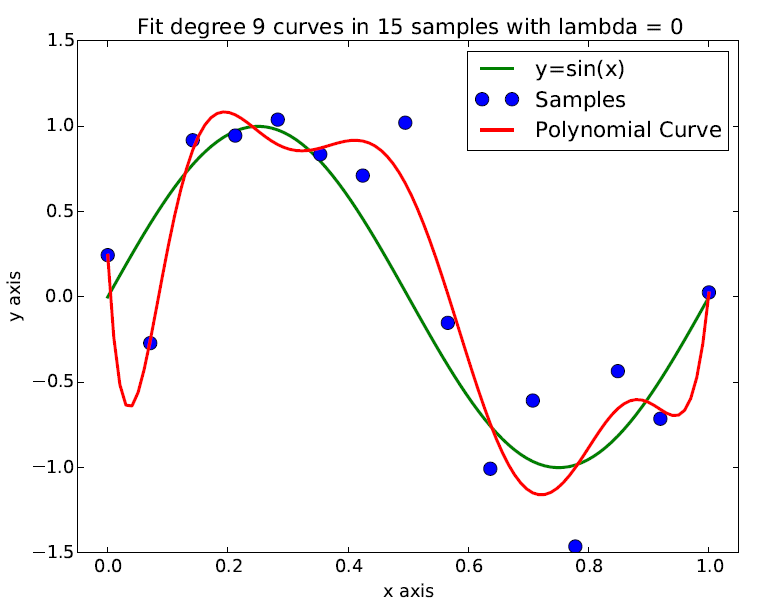 Fit degree 9 curves in 15 samples with lambda = 0
y=sin(x)
Samples
Polynomial Curve
1.5
1.0
0.5
0.0
−0.5
−1.0
−1.5
y axis
0.0 0.2 0.4 0.6 0.8 1.0
x axis